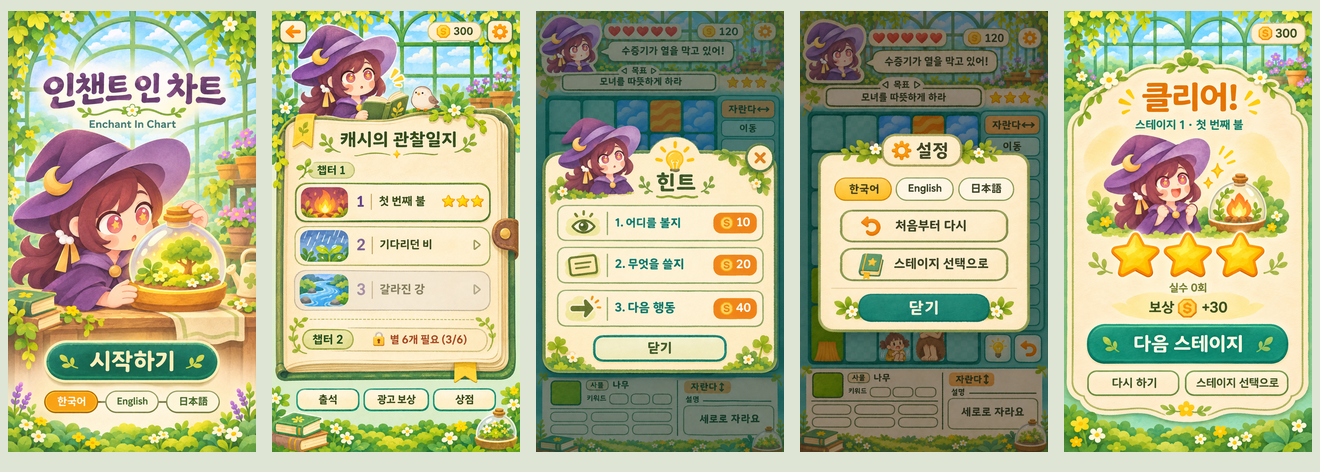 인챈트 인 차트
Enchant In Chart
시작하기
한국어
English
日本語
300
캐시의 관찰일지
챕터 1
1 첫 번째 불
2 기다리던 비
3 갈라진 강
챕터 2
별 6개 필요 (3/6)
출석
광고 보상
상점
120
수증기가 열을 막고 있어!
목표
모녀를 따뜻하게 하라
자란다↔
이동
힌트
1. 어디를 볼지
10
2. 무엇을 쓸지
20
3. 다음 행동
40
닫기
사물 나무
키워드
자란다↕
설명
세로로 자라요
120
수증기가 열을 막고 있어!
목표
모녀를 따뜻하게 하라
자란다↔
이동
설정
한국어
English
日本語
처음부터 다시
스테이지 선택으로
닫기
사물 나무
키워드
자란다↕
설명
세로로 자라요
300
클리어!
스테이지 1 · 첫 번째 불
실수 0회
보상 S +30
다음 스테이지
다시 하기
스테이지 선택으로